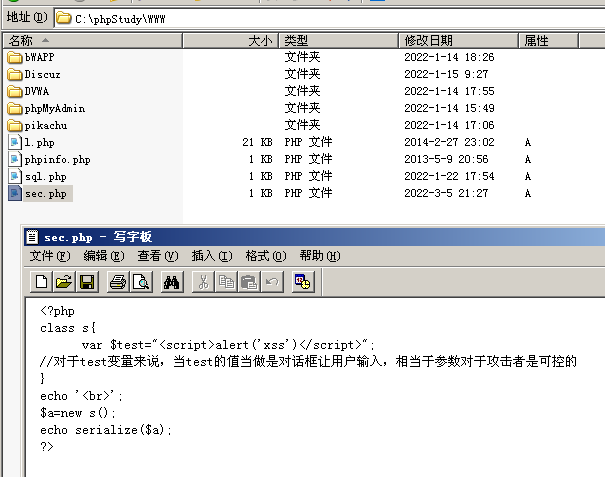 地址(D) C:\phpStudy\WWW
名称 大小 类型 修改日期 属性
bWAPP 文件夹 2022-1-14 18:26
Discuz 文件夹 2022-1-15 9:27
DVWA 文件夹 2022-1-14 17:55
phpMyAdmin 文件夹 2022-1-14 15:49
pikachu 文件夹 2022-1-14 17:06
l.php 21 KB PHP 文件 2014-2-27 23:02 A
phpinfo.php 1 KB PHP 文件 2013-5-9 20:56 A
sql.php 1 KB PHP 文件 2022-1-22 17:54 A
sec.php 1 KB PHP 文件 2022-3-5 21:27 A
sec.php - 写字板
文件(F) 编辑(E) 查看(V) 插入(I) 格式(O) 帮助(H)
<?php
class s{
var $test="<script>alert('xss')</script>";
//对于test变量来说，当test的值当做是对话框让用户输入，相当于参数对于攻击者是可控的
}
echo '<br>';
$a=new s();
echo serialize($a);
?>